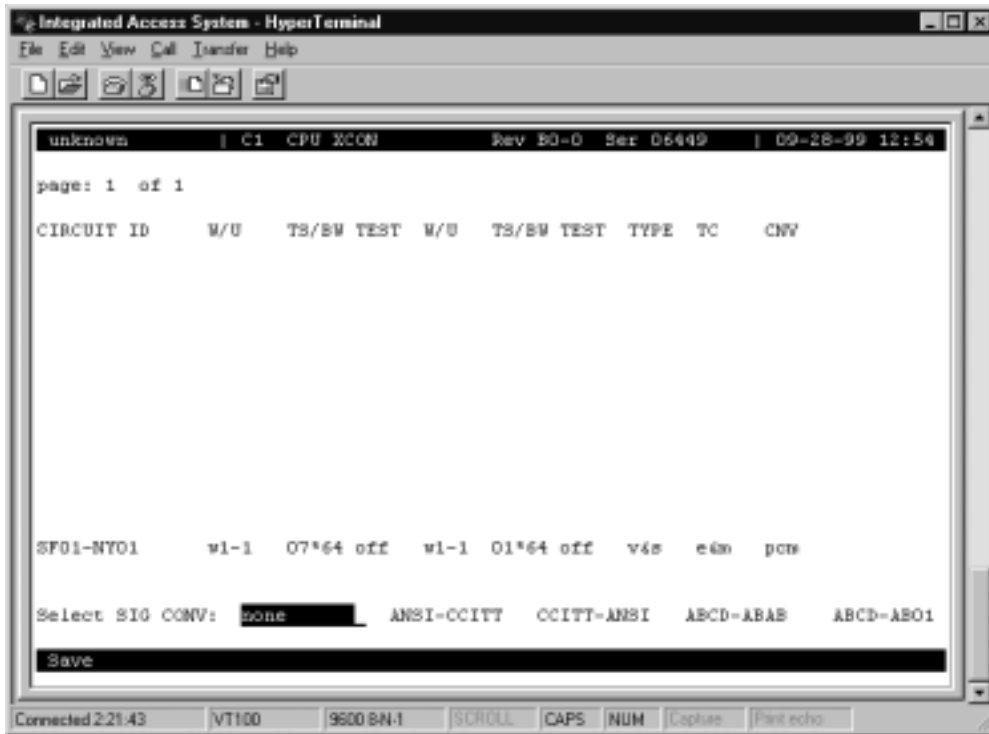 Integrated Access System - HyperTerminal
File Edit View Call Transfer Help
unknown | C1 CPU XCON Rev B0-0 Ser 06449 | 09-28-99 12:54
page: 1 of 1
CIRCUIT ID W/U TS/BW TEST W/U TS/BW TEST TYPE TC CNV
SF01-NY01 w1-1 07*64 off w1-1 01*64 off v&s e&m pcm
Select SIG CONV: none ANSI-CCITT CCITT-ANSI ABCD-ABAB ABCD-AB01
Save
Connected 2:21:43 VT100 9600 8-N-1 SCROLL CAPS NUM Capture Print echo